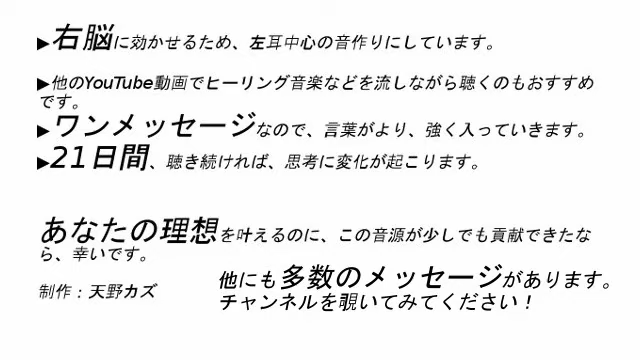 ▶右脳に効かせるため、左耳中心の音作りにしています。
▶他のYouTube動画でヒーリング音楽などを流しながら聴くのもおすすめ
です。
▶ワンメッセージなので、言葉がより、強く入っていきます。
▶21日間、聴き続ければ、思考に変化が起こります。
あなたの理想を叶えるのに、この音源が少しでも貢献できたな
ら、幸いです。
制作：天野カズ
他にも多数のメッセージがあります。
チャンネルを覗いてみてください！